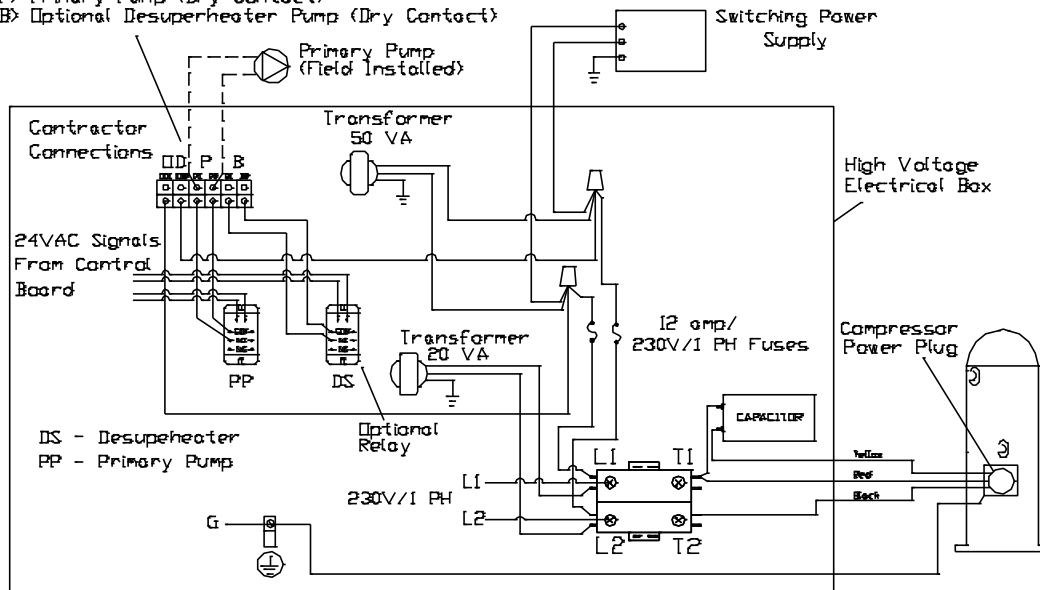 B) Optional Desuperheater Pump (Dry Contact)
Switching Power
Supply
Primary Pump
(Field Installed)
Contractor
Connections
Transformer
50 VA
OD P B
High Voltage
Electrical Box
24VAC Signals
From Control
Board
12 amp/
230V/1 PH Fuses
Compressor
Power Plug
Transformer
20 VA
PP
DS
CAPACITOR
Optional
Relay
DS - Desupeheater
PP - Primary Pump
L1
T1
Yellow
Red
Black
L1
230V/1 PH
L2
G
L2
T2